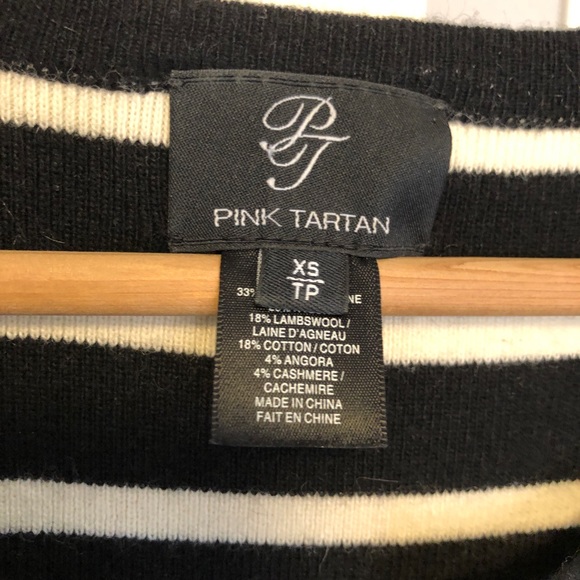 PT
PINK TARTAN
XS
TP
33%
18% LAMBSWOOL /
LAINE D'AGNEAU
18% COTTON / COTON
4% ANGORA
4% CASHMERE /
CACHEMIRE
MADE IN CHINA
FAIT EN CHINE